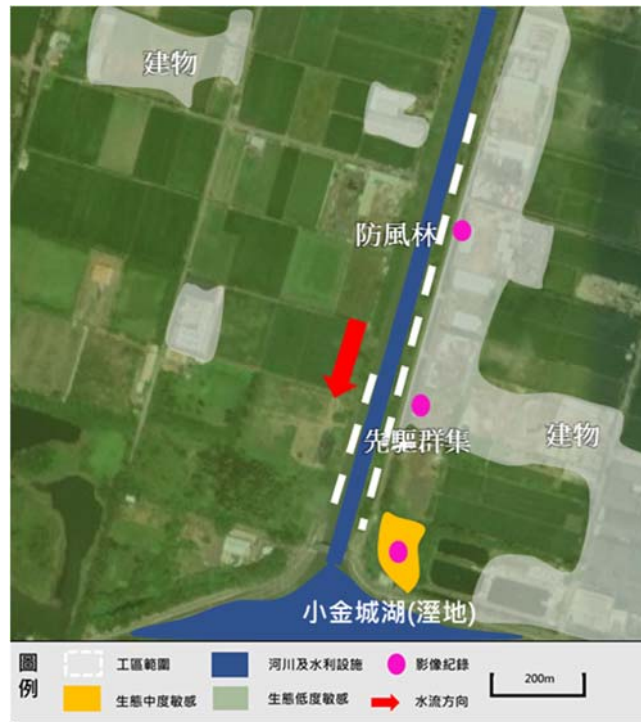 建物
防風林
先驅群集
建物
小金城湖(溼地)
圖例
工區範圍
河川及水利設施
影像紀錄
200m
生態中度敏感
生態低度敏感
水流方向